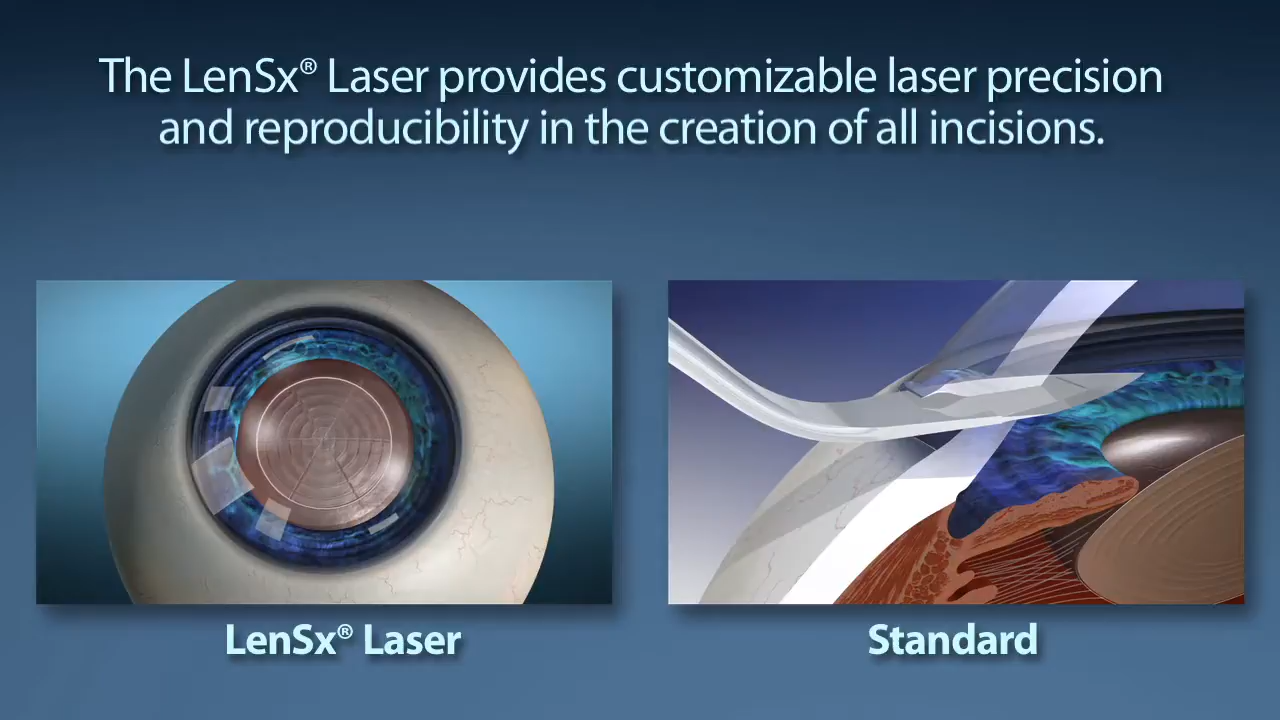 The LenSx® Laser provides customizable laser precision
and reproducibility in the creation of all incisions.
LenSx® Laser
Standard